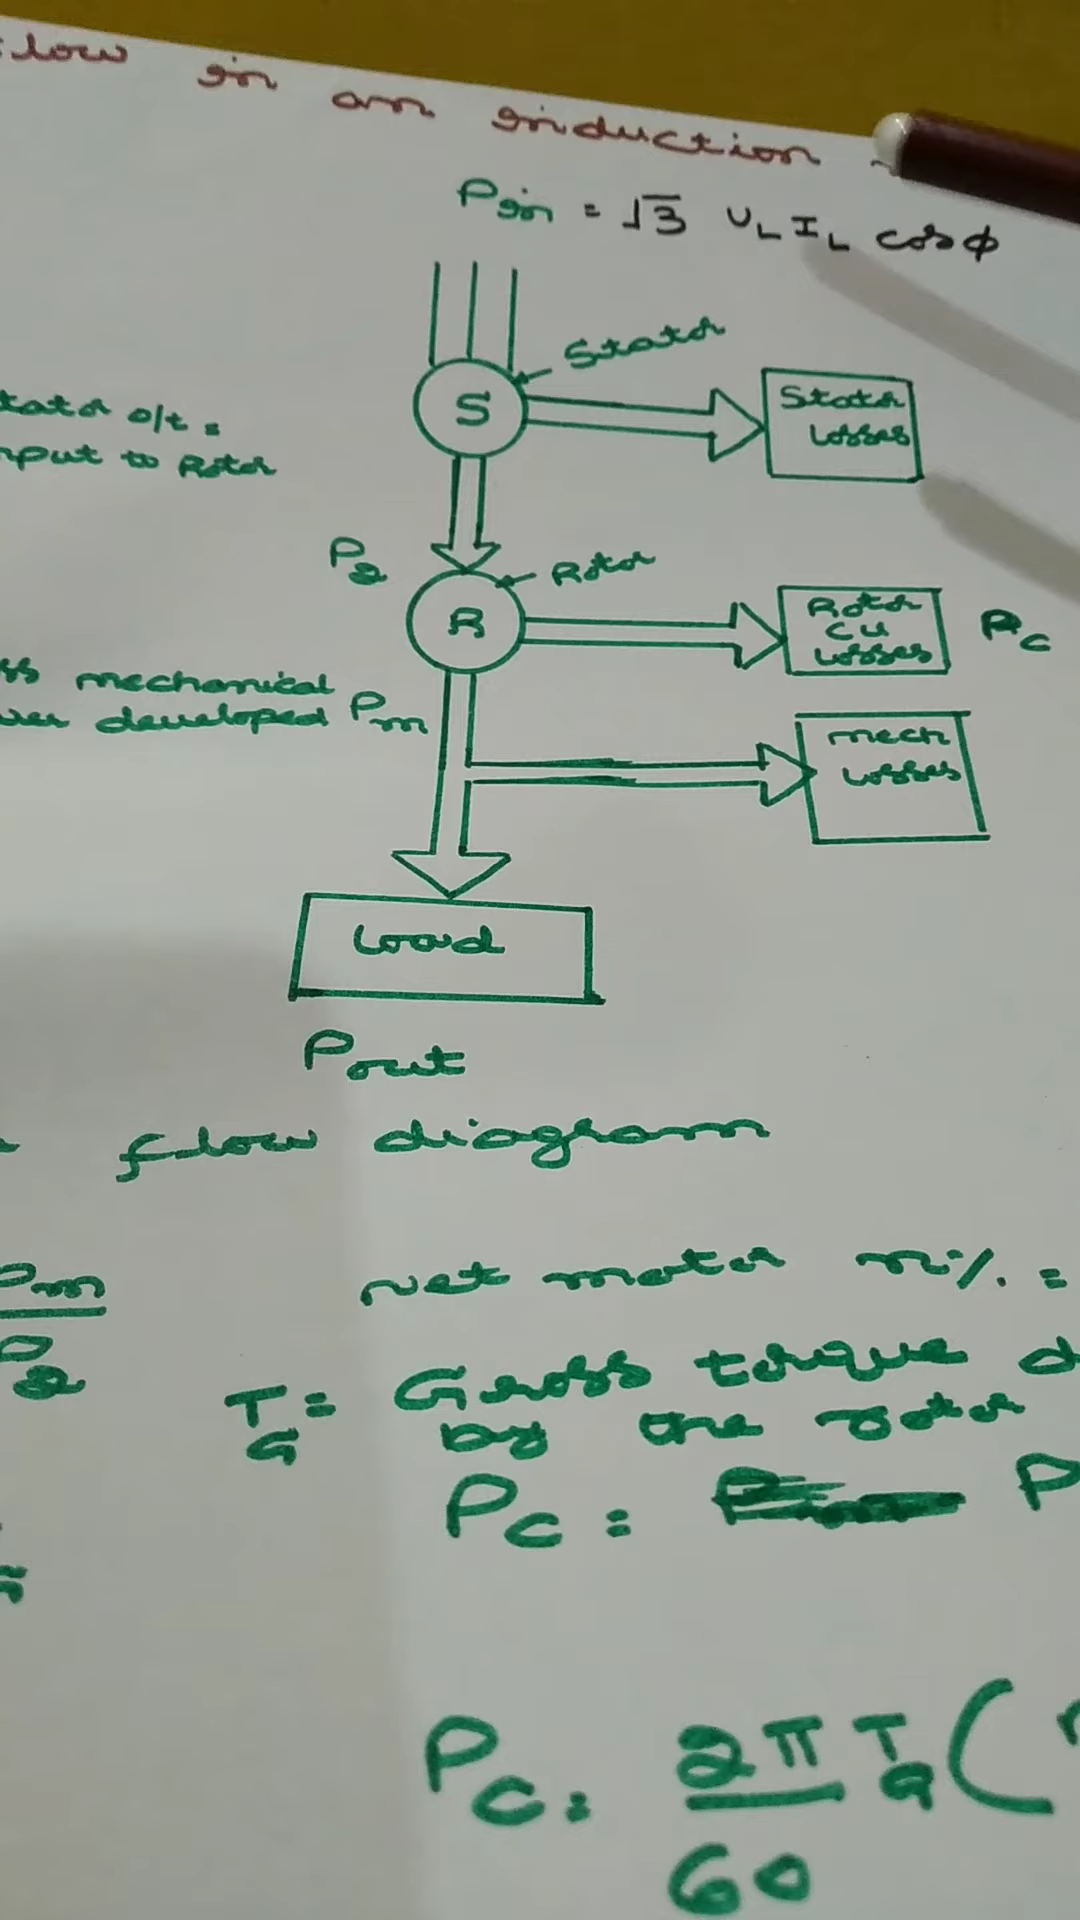 flow in an induction
Pin = √3 VL IL cosφ
Stator
S
Stator
Losses
Stator o/t =
input to Rotor
P2
Rotor
R
Rotor
cu
Losses
Pc
mechanical
developed Pm
mech
Losses
Load
Pout
flow diagram
Pm
P2
Net motor η%. =
TG = Gross torque d
by the rotor
Pc = P
Pc = 2π TG (
60